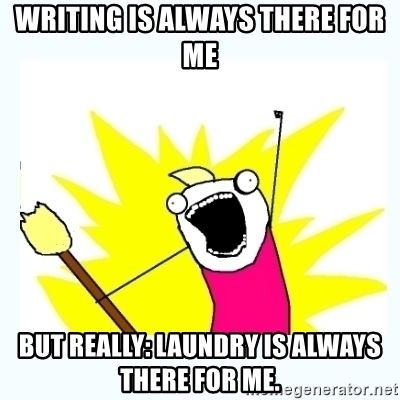 WRITING IS ALWAYS THERE FOR
ME
BUT REALLY: LAUNDRY IS ALWAYS
THERE FOR ME.
memegenerator.net